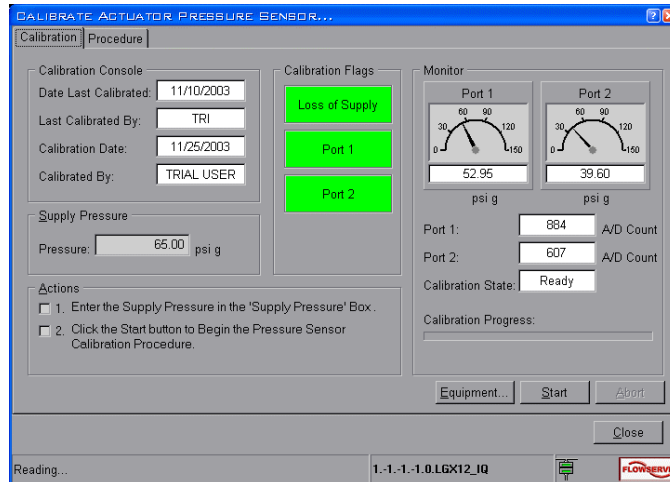 CALIBRATE ACTUATOR PRESSURE SENSOR...
Calibration Procedure
Calibration Console
Date Last Calibrated: 11/10/2003
Last Calibrated By: TRI
Calibration Date: 11/25/2003
Calibrated By: TRIAL USER
Supply Pressure
Pressure: 65.00 psi g
Calibration Flags
Loss of Supply
Port 1
Port 2
Monitor
Port 1
0 30 60 90 120 150
52.95
psi g
Port 2
0 30 60 90 120 150
39.60
psi g
Port 1: 884 A/D Count
Port 2: 607 A/D Count
Calibration State: Ready
Calibration Progress:
Actions
1. Enter the Supply Pressure in the 'Supply Pressure' Box.
2. Click the Start button to Begin the Pressure Sensor
Calibration Procedure.
Equipment... Start Abort
Close
Reading... 1.-1.-1.-1.0.LGX12_IQ FLOWSERVE